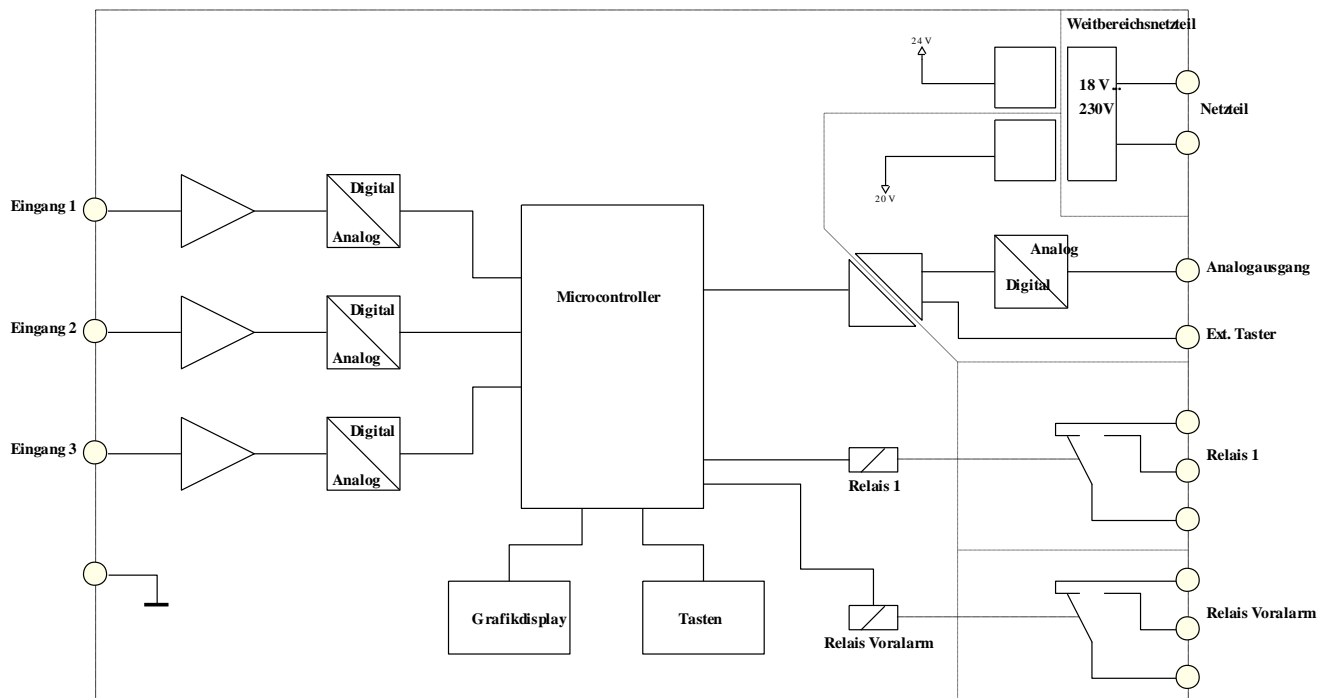 Weitbereichsnetzteil
24 V
18 V...
230V
Netzteil
20 V
Eingang 1
Digital
Analog
Microcontroller
Analog
Digital
Analogausgang
Eingang 2
Digital
Analog
Ext. Taster
Eingang 3
Digital
Analog
Relais 1
Relais 1
Grafikdisplay
Tasten
Relais Voralarm
Relais Voralarm